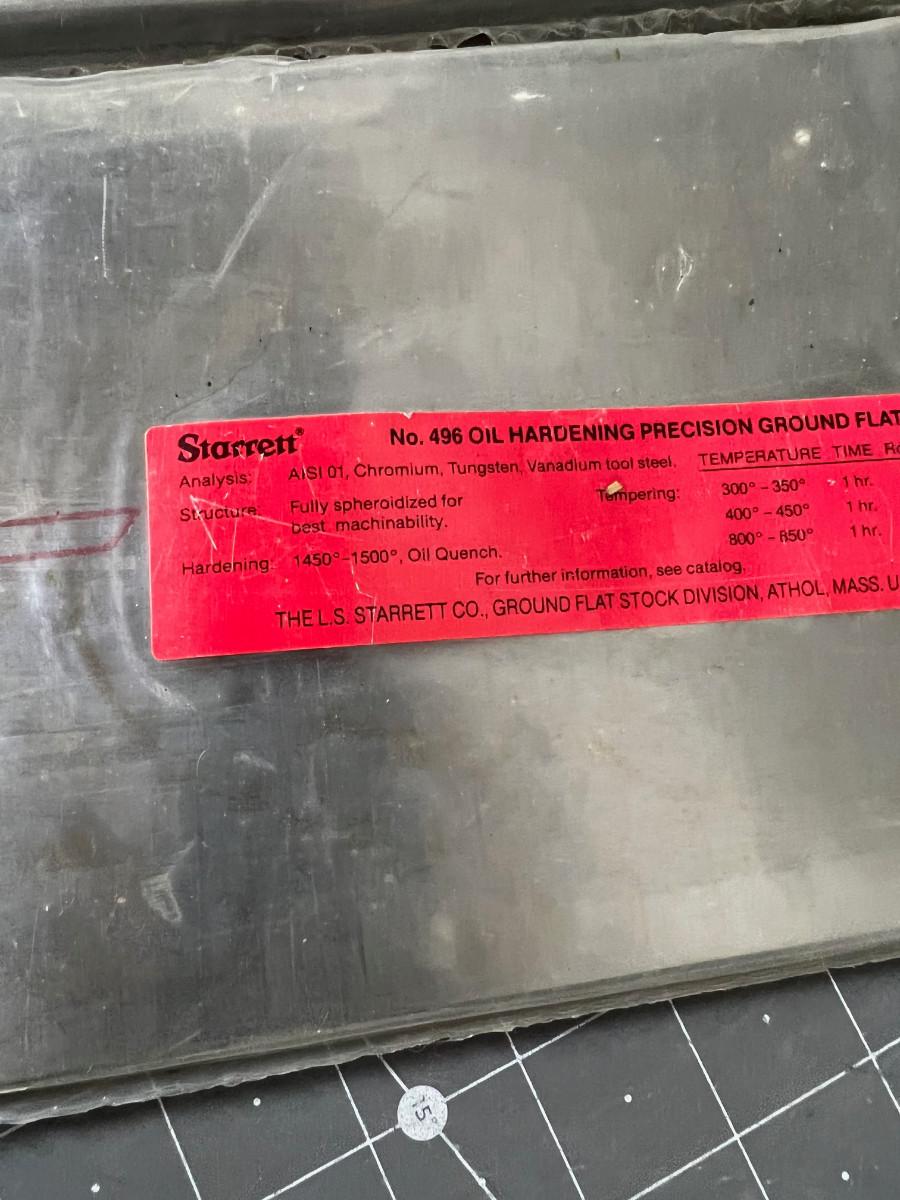 Starrett®
No. 496 OIL HARDENING PRECISION GROUND FLAT
Analysis: AISI 01, Chromium, Tungsten, Vanadium tool steel.
TEMPERATURE TIME Ro
Structure: Fully spheroidized for
best machinability.
Tempering: 300° – 350° 1 hr.
400° – 450° 1 hr.
800° – 850° 1 hr.
Hardening: 1450°–1500°, Oil Quench.
For further information, see catalog.
THE L.S. STARRETT CO., GROUND FLAT STOCK DIVISION, ATHOL, MASS. U
15°